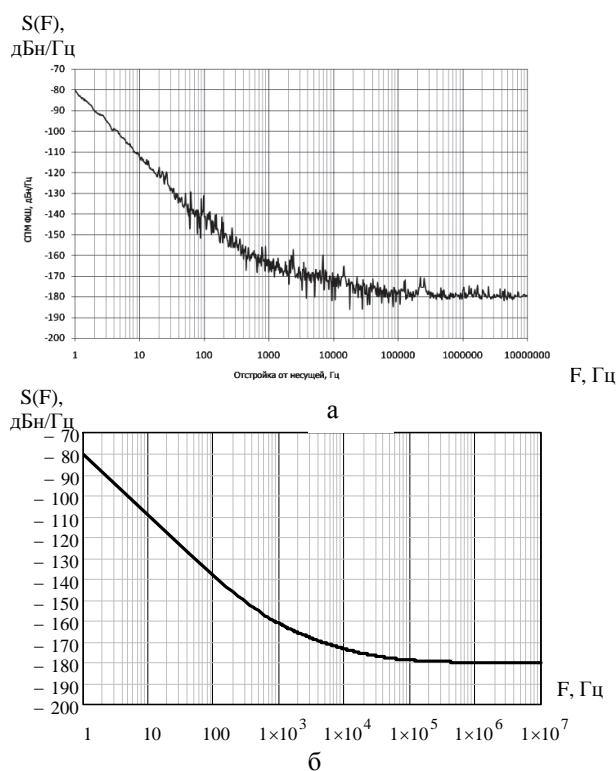 S(F),
дБн/Гц
-70
-80
-90
-100
-110
-120
-130
-140
-150
-160
-170
-180
-190
-200
СПМ ФШ, дБн/Гц
1 10 100 1000 10000 100000 1000000 10000000
Отстройка от несущей, Гц
F, Гц
а
S(F),
дБн/Гц
− 70
− 80
− 90
− 100
− 110
− 120
− 130
− 140
− 150
− 160
− 170
− 180
− 190
− 200
F, Гц
1 10 100 1×10³ 1×10⁴ 1×10⁵ 1×10⁶ 1×10⁷
б